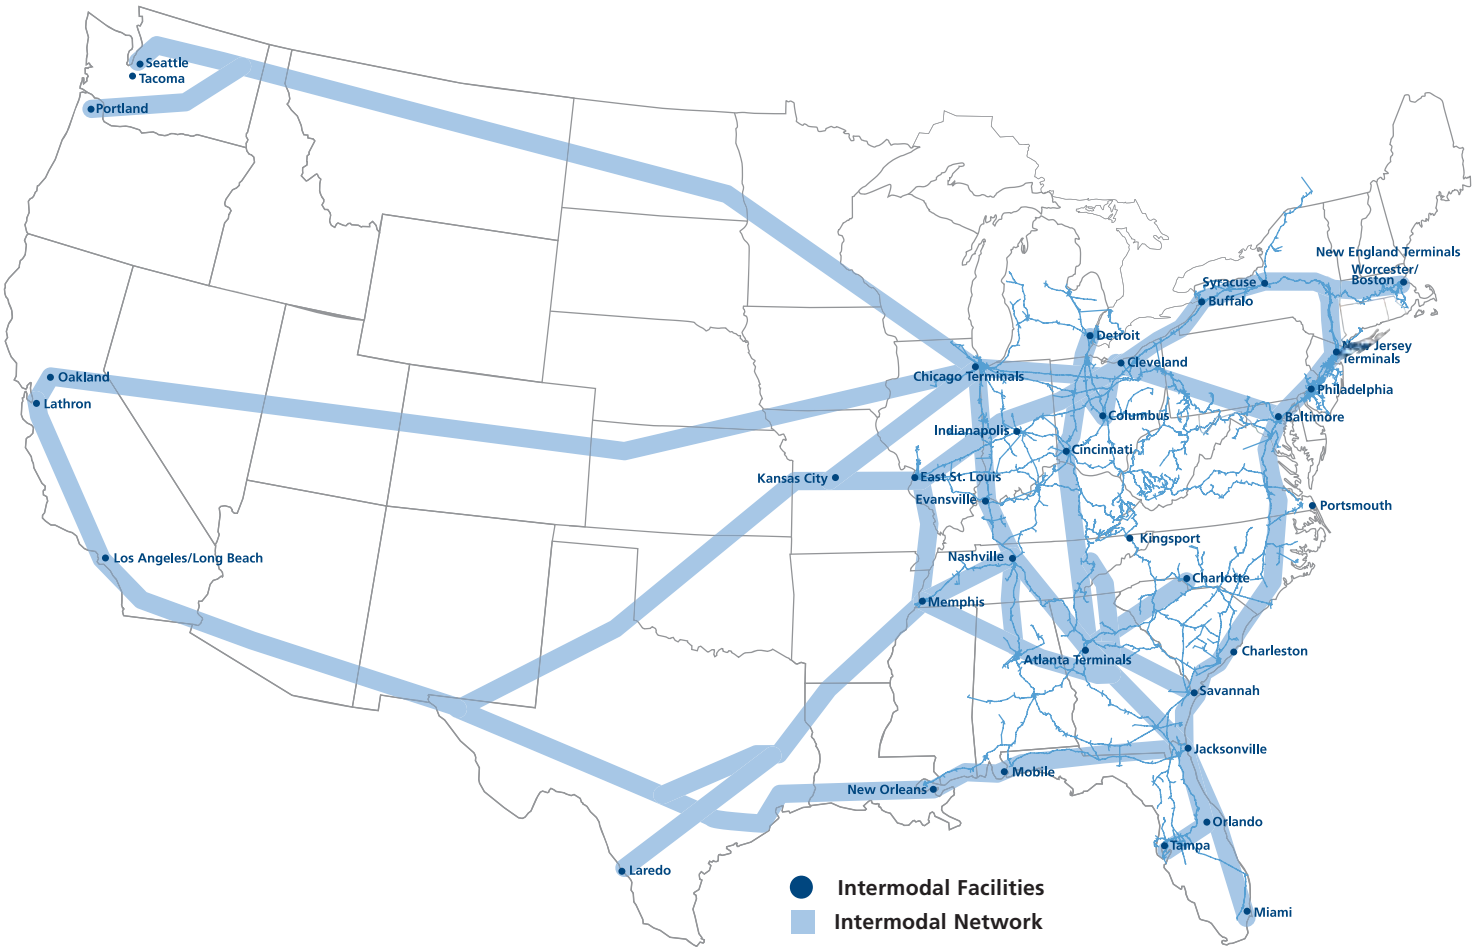 Seattle
Tacoma
Portland
New England Terminals
Worcester/
Boston
Syracuse
Buffalo
Detroit
New Jersey
Terminals
Cleveland
Chicago Terminals
Oakland
Philadelphia
Lathron
Columbus
Baltimore
Indianapolis
Cincinnati
Kansas City
East St. Louis
Evansville
Portsmouth
Kingsport
Los Angeles/Long Beach
Nashville
Charlotte
Memphis
Charleston
Atlanta Terminals
Savannah
Jacksonville
Mobile
New Orleans
Orlando
Tampa
Laredo
Miami
Intermodal Facilities
Intermodal Network